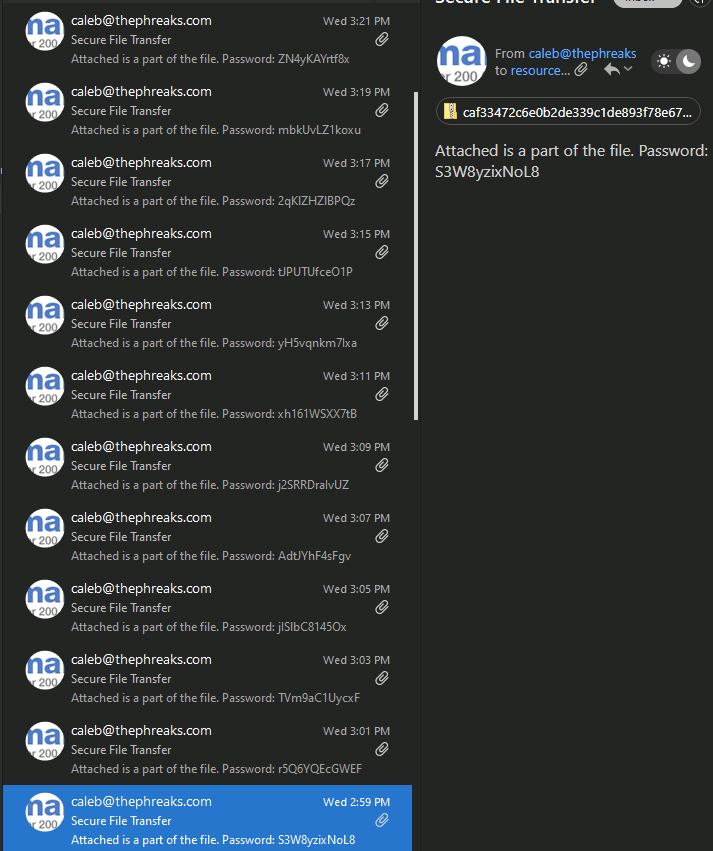 caleb@thephreaks.com Wed 3:21 PM
Secure File Transfer
Attached is a part of the file. Password: ZN4yKAYrtf8x
caleb@thephreaks.com Wed 3:19 PM
Secure File Transfer
Attached is a part of the file. Password: mbkUvLZ1koxu
caleb@thephreaks.com Wed 3:17 PM
Secure File Transfer
Attached is a part of the file. Password: 2qKIZHZIBPQz
caleb@thephreaks.com Wed 3:15 PM
Secure File Transfer
Attached is a part of the file. Password: tJPUTUfceO1P
caleb@thephreaks.com Wed 3:13 PM
Secure File Transfer
Attached is a part of the file. Password: yH5vqnkm7Ixa
caleb@thephreaks.com Wed 3:11 PM
Secure File Transfer
Attached is a part of the file. Password: xh161WSXX7tB
caleb@thephreaks.com Wed 3:09 PM
Secure File Transfer
Attached is a part of the file. Password: j2SRRDralvUZ
caleb@thephreaks.com Wed 3:07 PM
Secure File Transfer
Attached is a part of the file. Password: AdtJYhF4sFgv
caleb@thephreaks.com Wed 3:05 PM
Secure File Transfer
Attached is a part of the file. Password: jISIbC8145Ox
caleb@thephreaks.com Wed 3:03 PM
Secure File Transfer
Attached is a part of the file. Password: TVm9aC1UycxF
caleb@thephreaks.com Wed 3:01 PM
Secure File Transfer
Attached is a part of the file. Password: r5Q6YQEcGWEF
caleb@thephreaks.com Wed 2:59 PM
Secure File Transfer
Attached is a part of the file. Password: S3W8yzixNoL8
Secure File Transfer
From caleb@thephreaks
to resource...
caf33472c6e0b2de339c1de893f78e67...
Attached is a part of the file. Password:
S3W8yzixNoL8